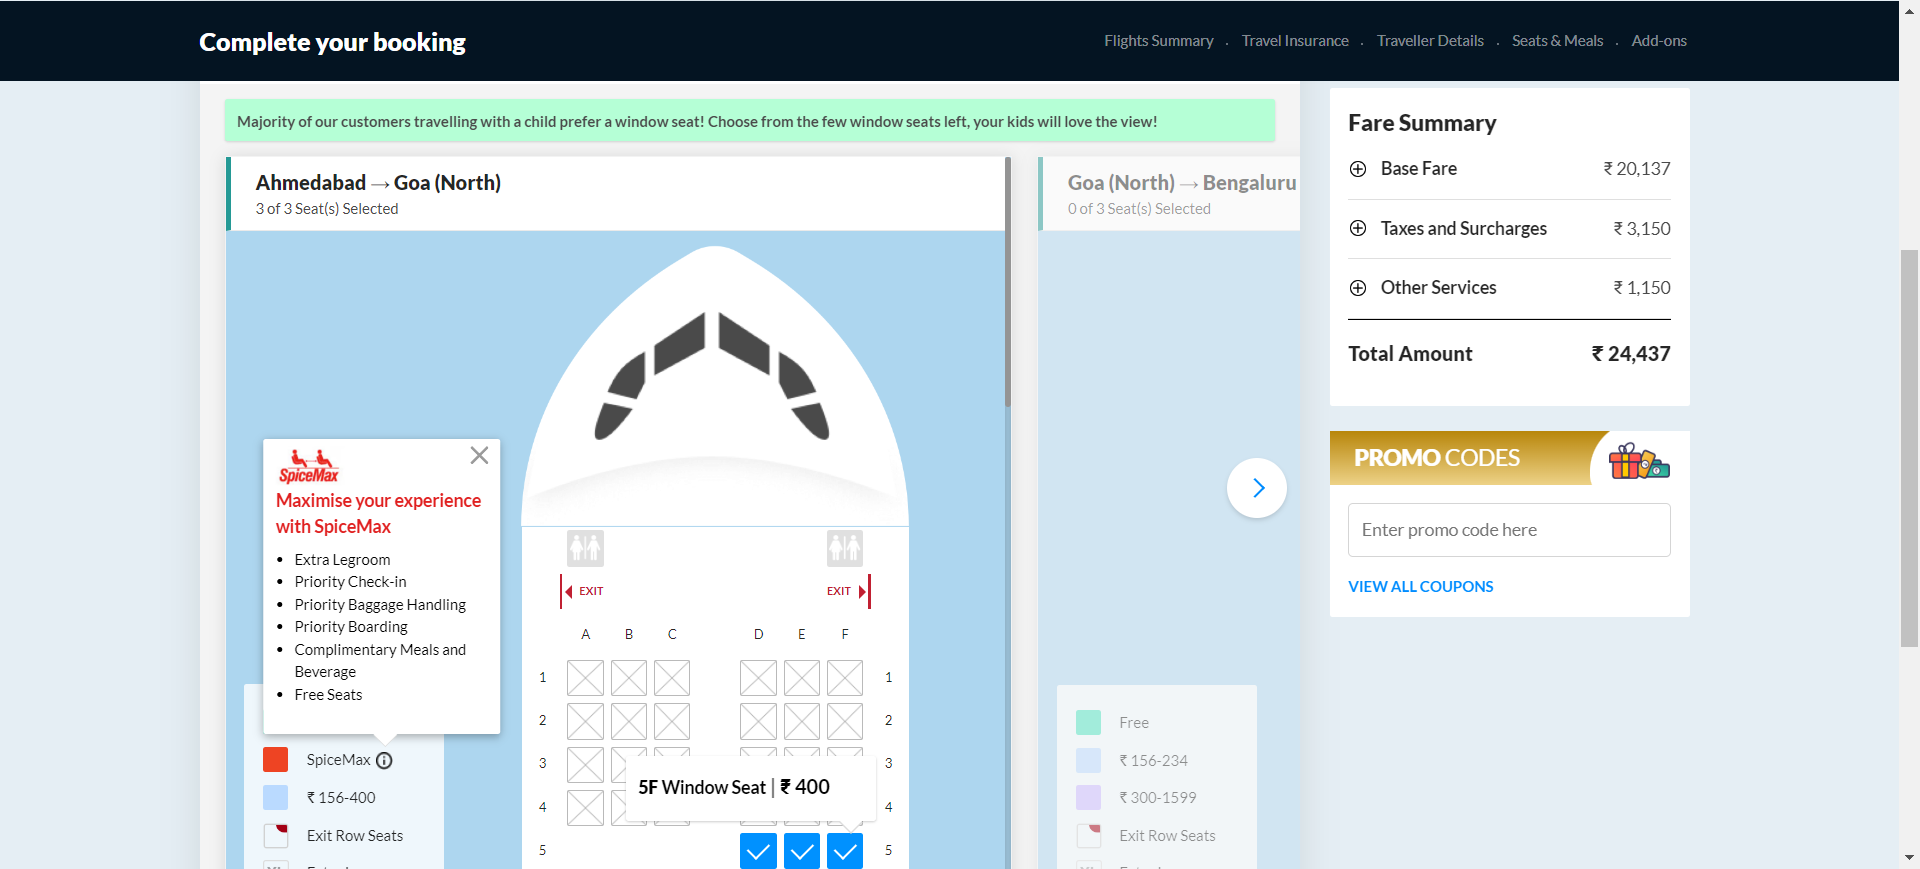 Complete your booking
Flights Summary . Travel Insurance . Traveller Details . Seats & Meals . Add-ons
Majority of our customers travelling with a child prefer a window seat! Choose from the few window seats left, your kids will love the view!
Ahmedabad → Goa (North)
3 of 3 Seat(s) Selected
Goa (North) → Bengaluru
0 of 3 Seat(s) Selected
SpiceMax
Maximise your experience
with SpiceMax
• Extra Legroom
• Priority Check-in
• Priority Baggage Handling
• Priority Boarding
• Complimentary Meals and
Beverage
• Free Seats
SpiceMax
₹ 156-400
Exit Row Seats
EXIT EXIT
A B C D E F
1 1
2 2
3 3
4 4
5 5
5F Window Seat | ₹ 400
Free
₹ 156-234
₹ 300-1599
Exit Row Seats
Fare Summary
Base Fare ₹ 20,137
Taxes and Surcharges ₹ 3,150
Other Services ₹ 1,150
Total Amount ₹ 24,437
PROMO CODES
Enter promo code here
VIEW ALL COUPONS